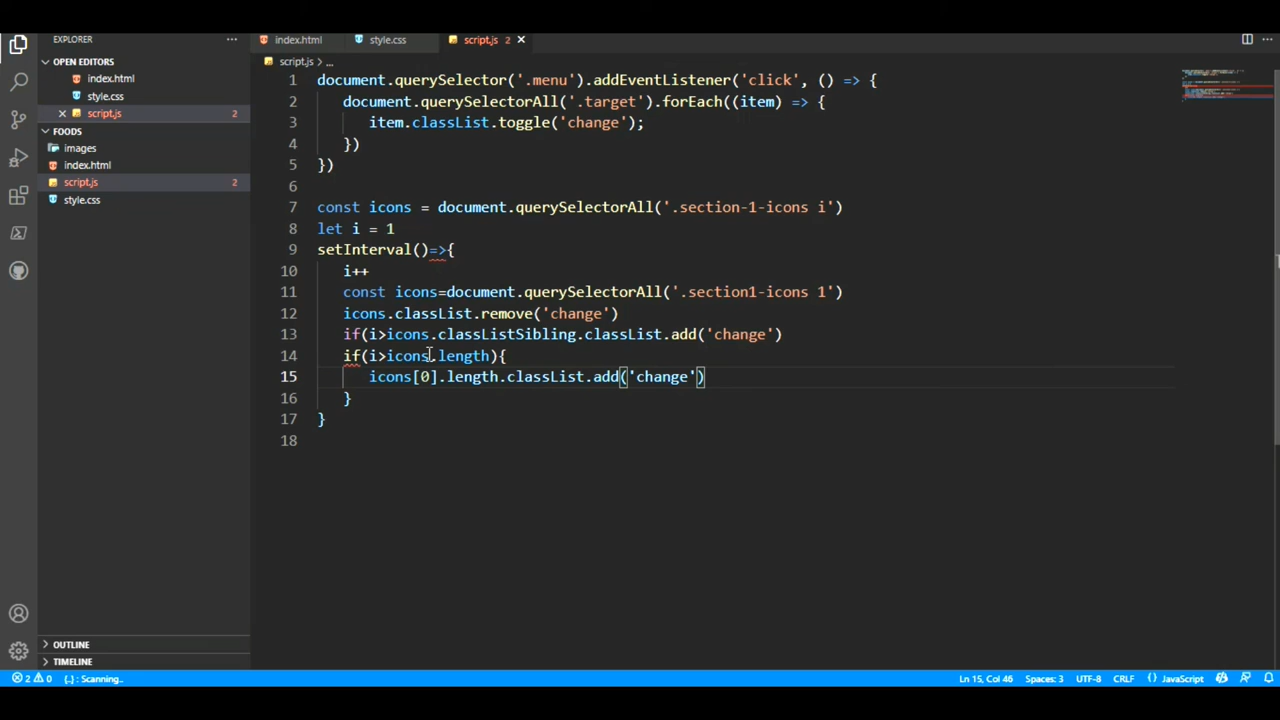 EXPLORER
···
index.html
style.css
script.js 2 ×
···
OPEN EDITORS
script.js > ...
index.html
style.css
× script.js 2
FOODS
images
index.html
script.js 2
style.css
1 document.querySelector('.menu').addEventListener('click', () => {
2 document.querySelectorAll('.target').forEach((item) => {
3 item.classList.toggle('change');
4 })
5 })
6
7 const icons = document.querySelectorAll('.section-1-icons i')
8 let i = 1
9 setInterval()=>{
10 i++
11 const icons=document.querySelectorAll('.section1-icons 1')
12 icons.classList.remove('change')
13 if(i>icons.classListSibling.classList.add('change')
14 if(i>icons.length){
15 icons[0].length.classList.add('change')
16 }
17 }
18
OUTLINE
TIMELINE
2 0 {..} : Scanning.. Ln 15, Col 46 Spaces: 3 UTF-8 CRLF {} JavaScript